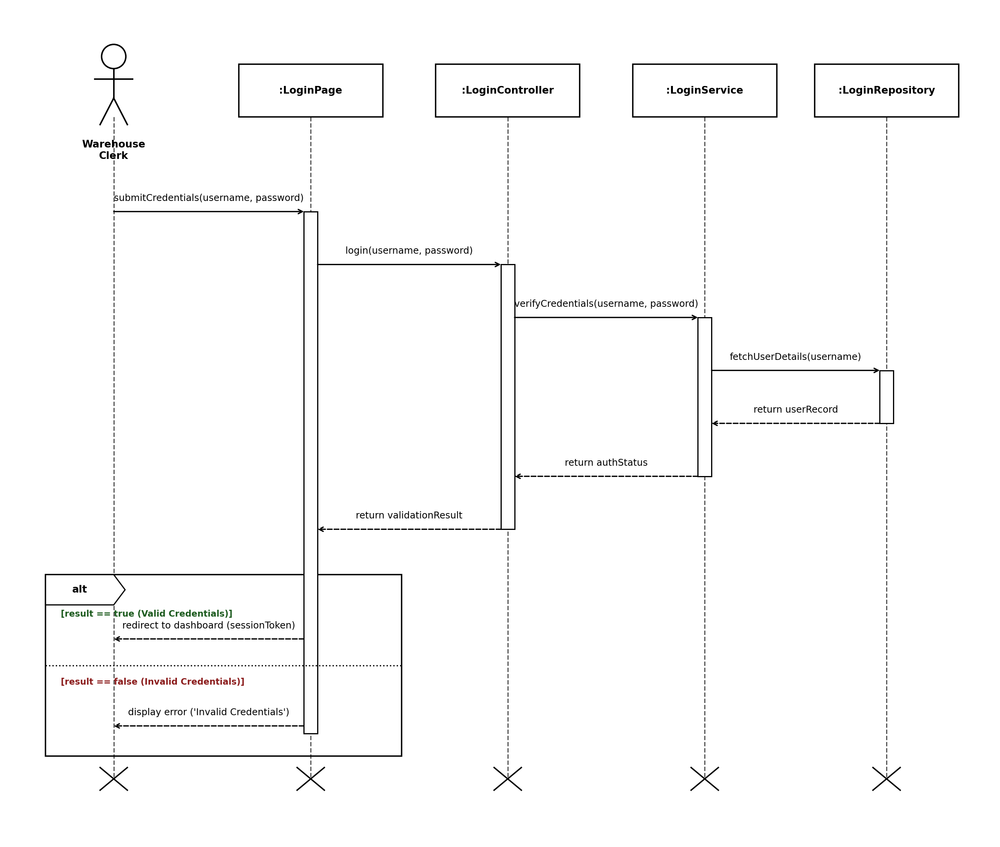 :LoginPage
:LoginController
:LoginService
:LoginRepository
Warehouse
Clerk
submitCredentials(username, password)
login(username, password)
verifyCredentials(username, password)
fetchUserDetails(username)
return userRecord
return authStatus
return validationResult
alt
[result == true (Valid Credentials)]
redirect to dashboard (sessionToken)
[result == false (Invalid Credentials)]
display error ('Invalid Credentials')